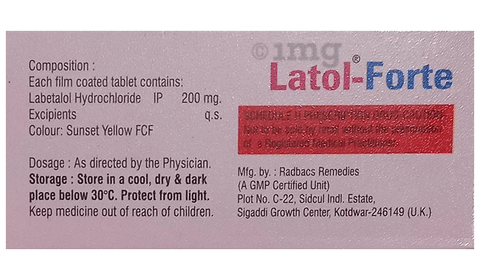 Composition :
Each film coated tablet contains:
Labetalol Hydrochloride IP 200 mg.
Excipients q.s.
Colour: Sunset Yellow FCF
Dosage : As directed by the Physician.
Storage : Store in a cool, dry & dark
place below 30°C. Protect from light.
Keep medicine out of reach of children.
©1mg
Latol-Forte®
SCHEDULE H PRESCRIPTION DRUG-CAUTION
Not to be sold by retail without the prescription
of a Registered Medical Practitioner.
Mfg. by. : Radbacs Remedies
(A GMP Certified Unit)
Plot No. C-22, Sidcul Indl. Estate,
Sigaddi Growth Center, Kotdwar-246149 (U.K.)